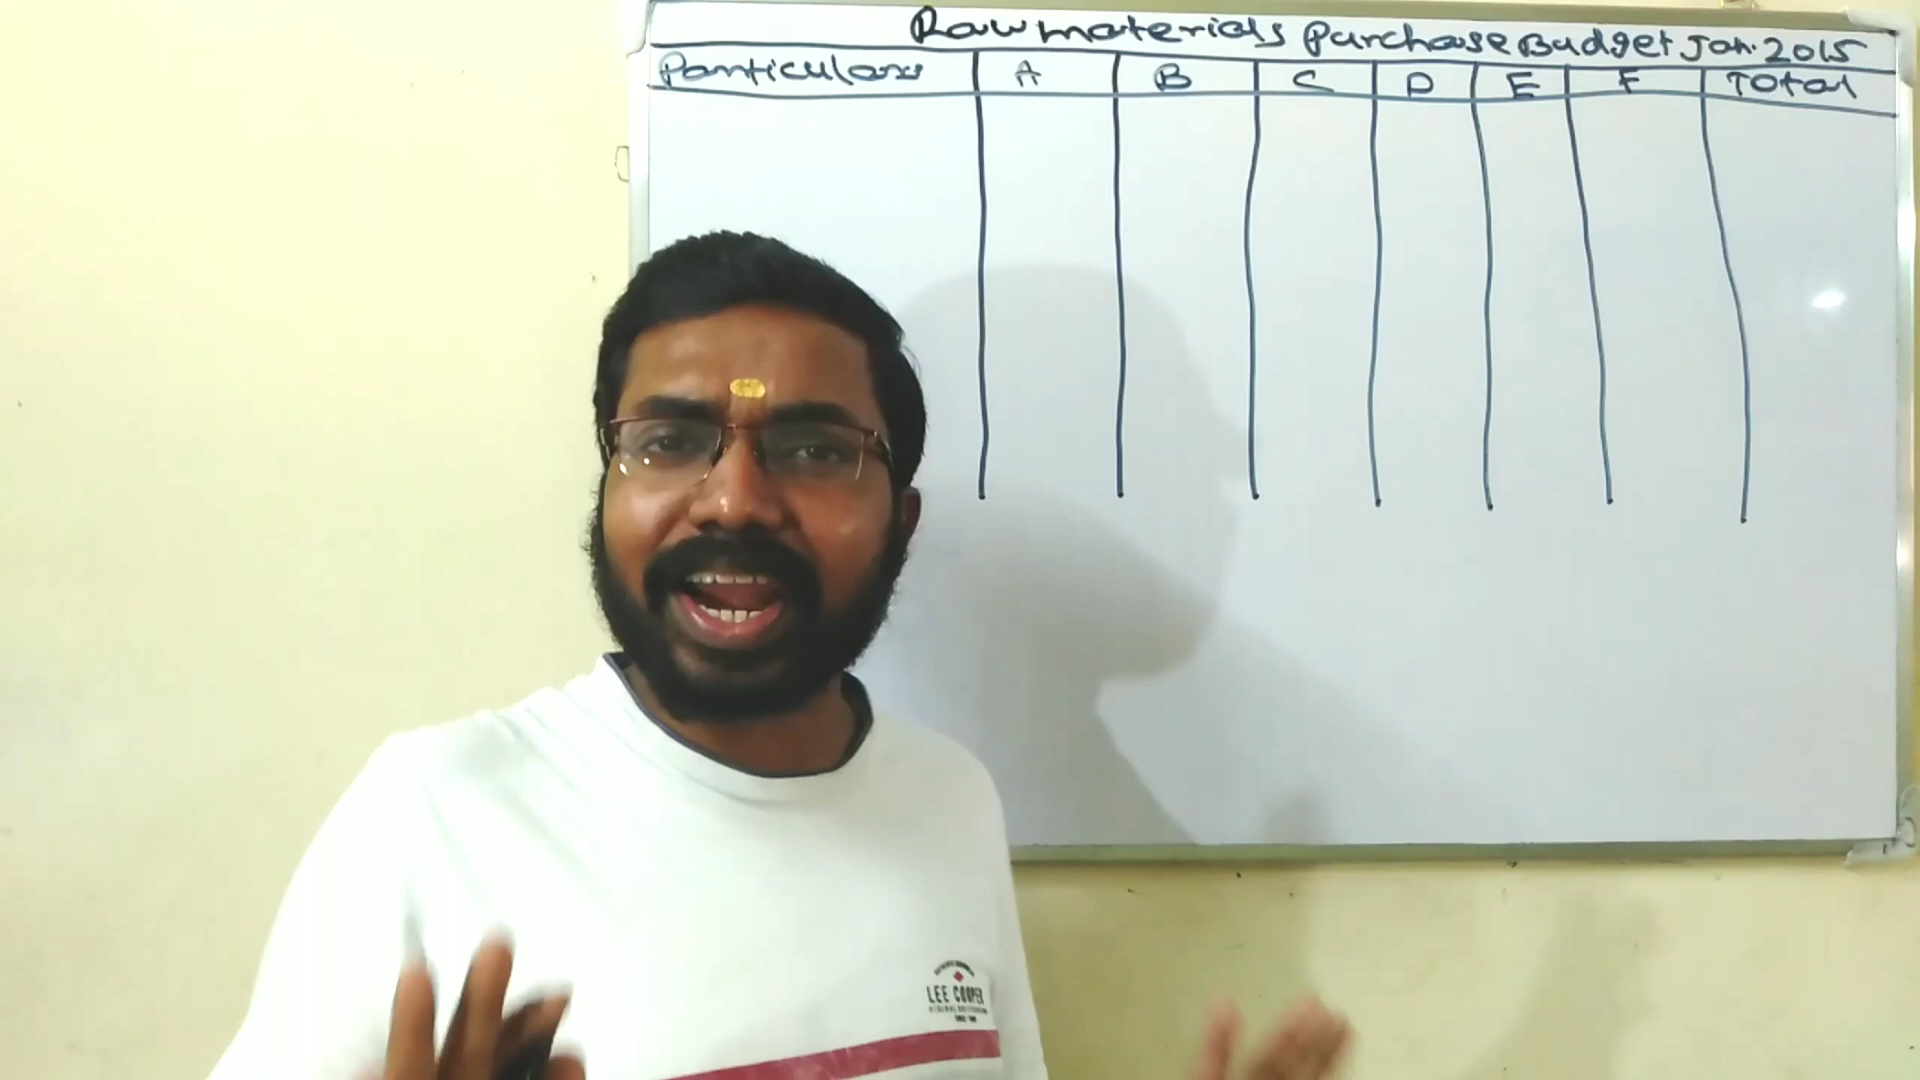 Raw materials Purchase Budget Jan. 2015
Particulars A B C D E F Total
LEE COOPER